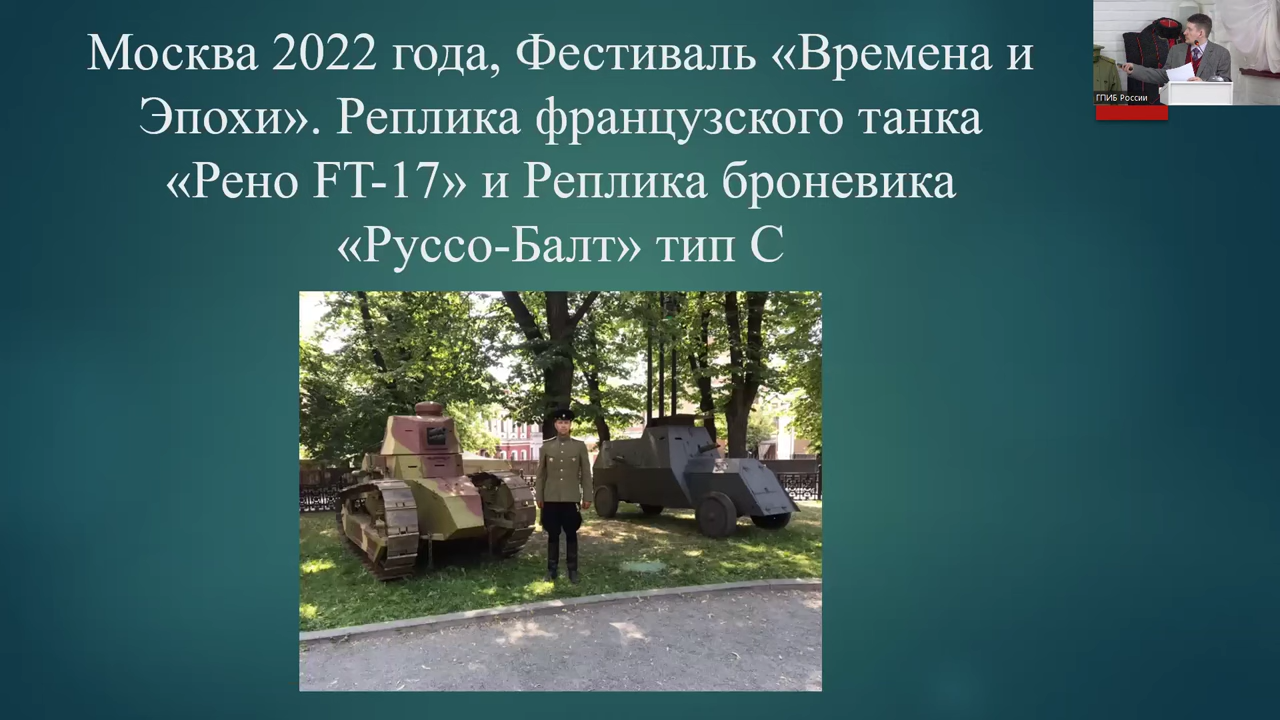 Москва 2022 года, Фестиваль «Времена и
Эпохи». Реплика французского танка
«Рено FT-17» и Реплика броневика
«Руссо-Балт» тип С
ГПИБ России